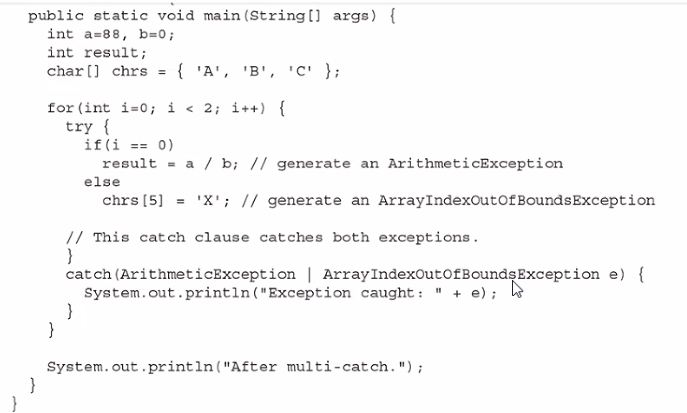 public static void main(String[] args) {
int a=88, b=0;
int result;
char[] chrs = { 'A', 'B', 'C' };
for(int i=0; i < 2; i++) {
try {
if(i == 0)
result = a / b; // generate an ArithmeticException
else
chrs[5] = 'X'; // generate an ArrayIndexOutOfBoundsException
// This catch clause catches both exceptions.
}
catch(ArithmeticException | ArrayIndexOutOfBoundsException e) {
System.out.println("Exception caught: " + e);
}
}
System.out.println("After multi-catch.");
}
}